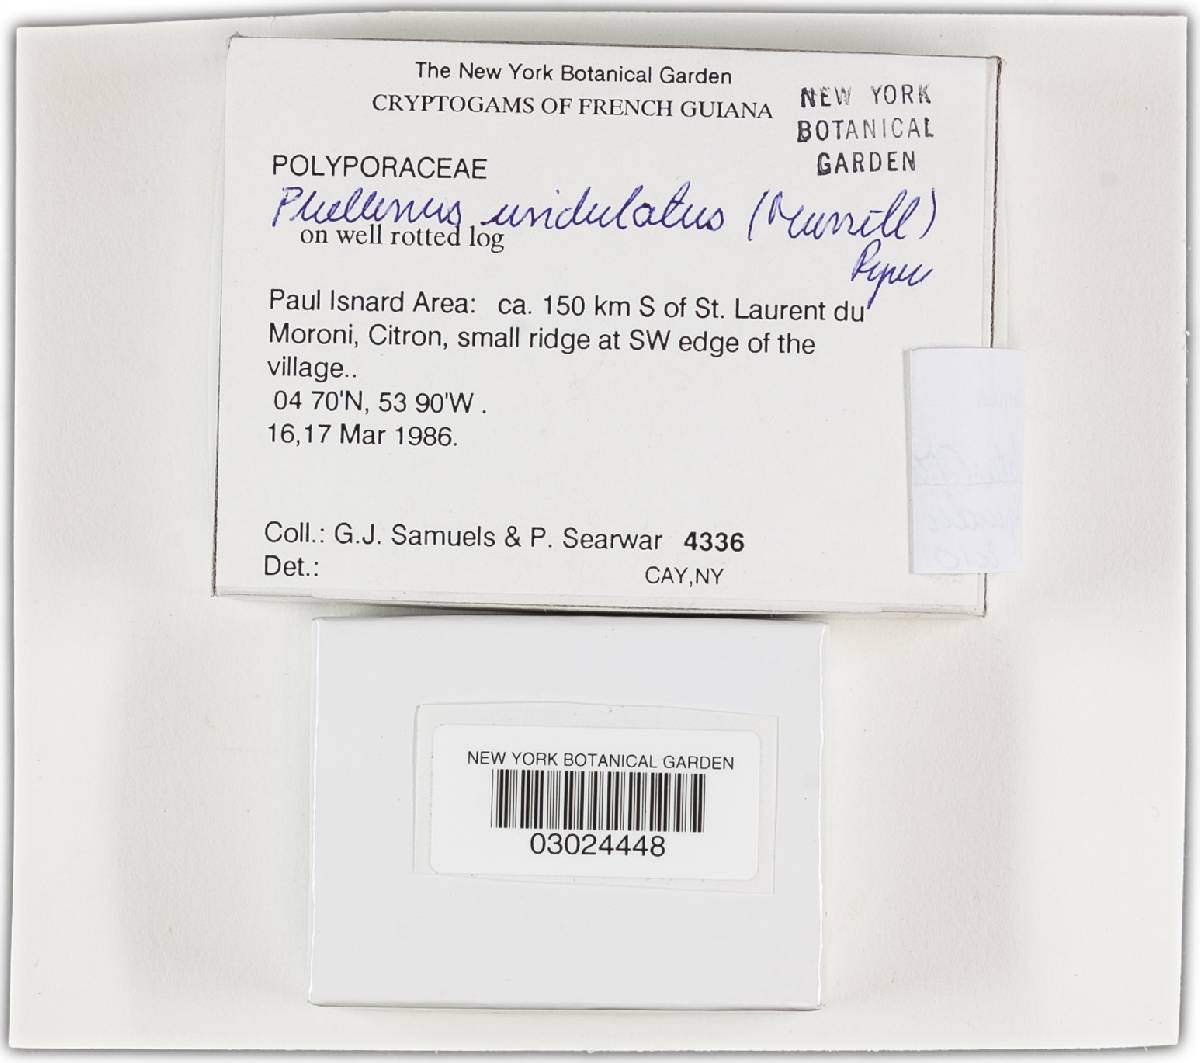 The New York Botanical Garden
CRYPTOGAMS OF FRENCH GUIANA
NEW YORK
BOTANICAL
GARDEN
POLYPORACEAE
Phellinus undulatus (Murrill)
Ryv
on well rotted log
Paul Isnard Area: ca. 150 km S of St. Laurent du
Moroni, Citron, small ridge at SW edge of the
village..
04 70'N, 53 90'W .
16,17 Mar 1986.
Coll.: G.J. Samuels & P. Searwar 4336
Det.:
CAY,NY
NEW YORK BOTANICAL GARDEN
03024448